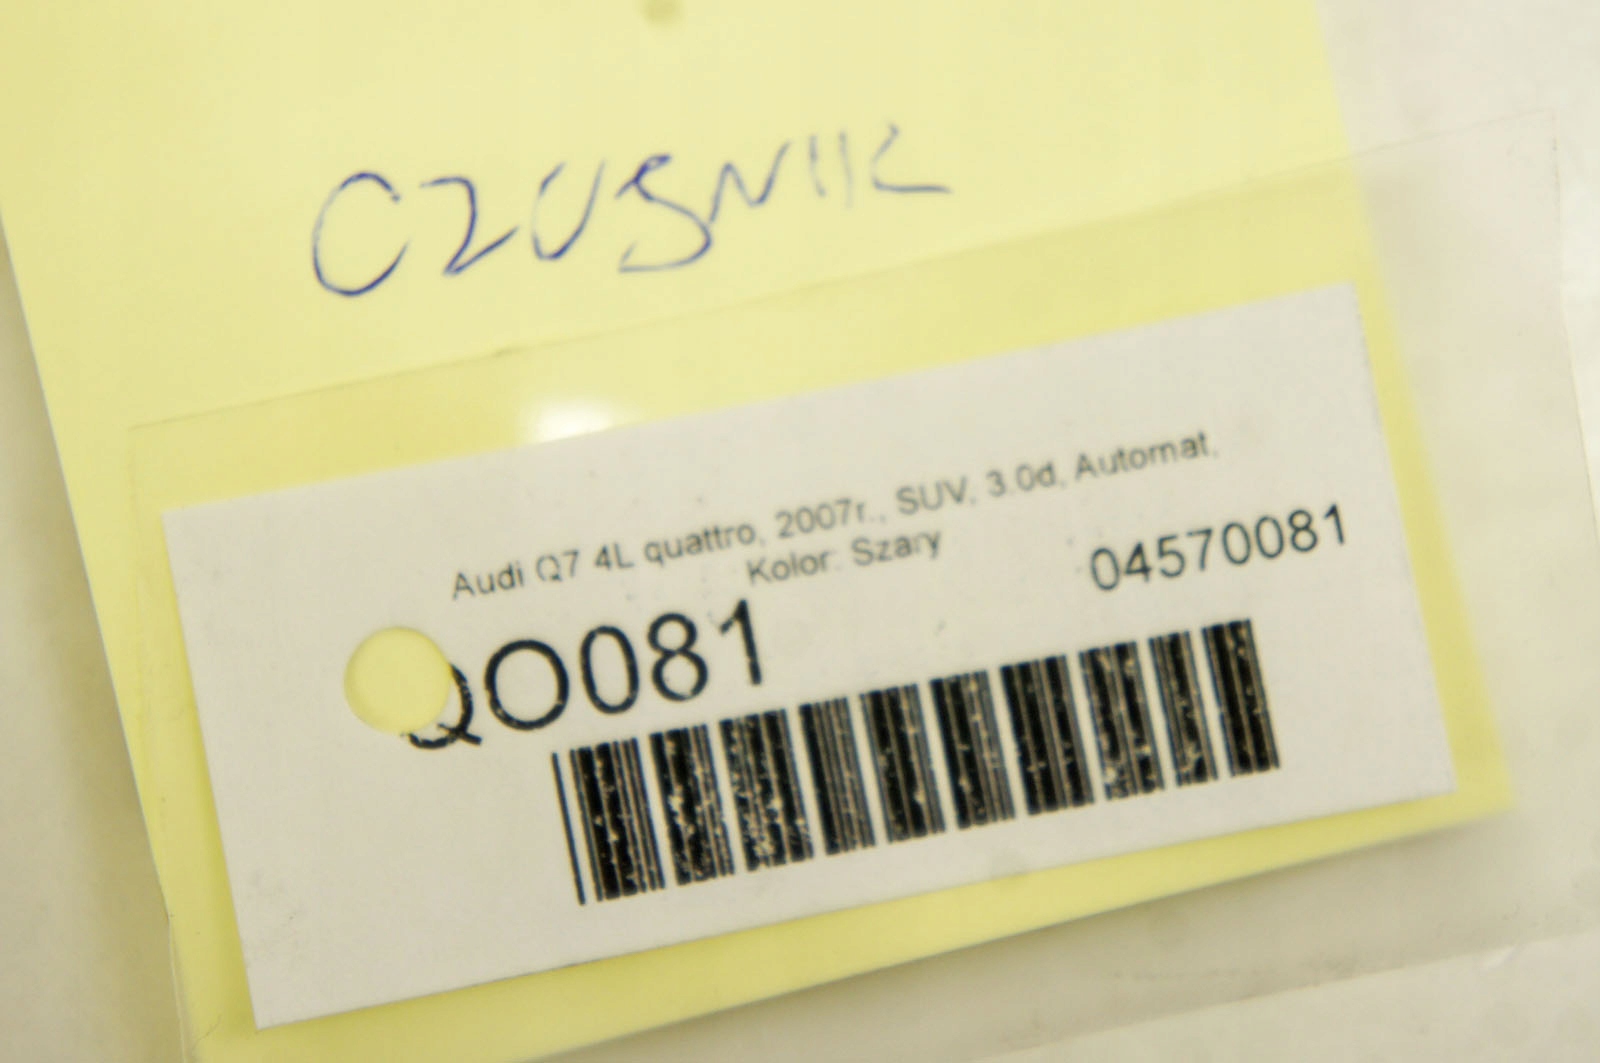 CZUJNIK
Audi Q7 4L quattro, 2007r., SUV, 3.0d, Automat,
Kolor: Szary
04570081
QO081